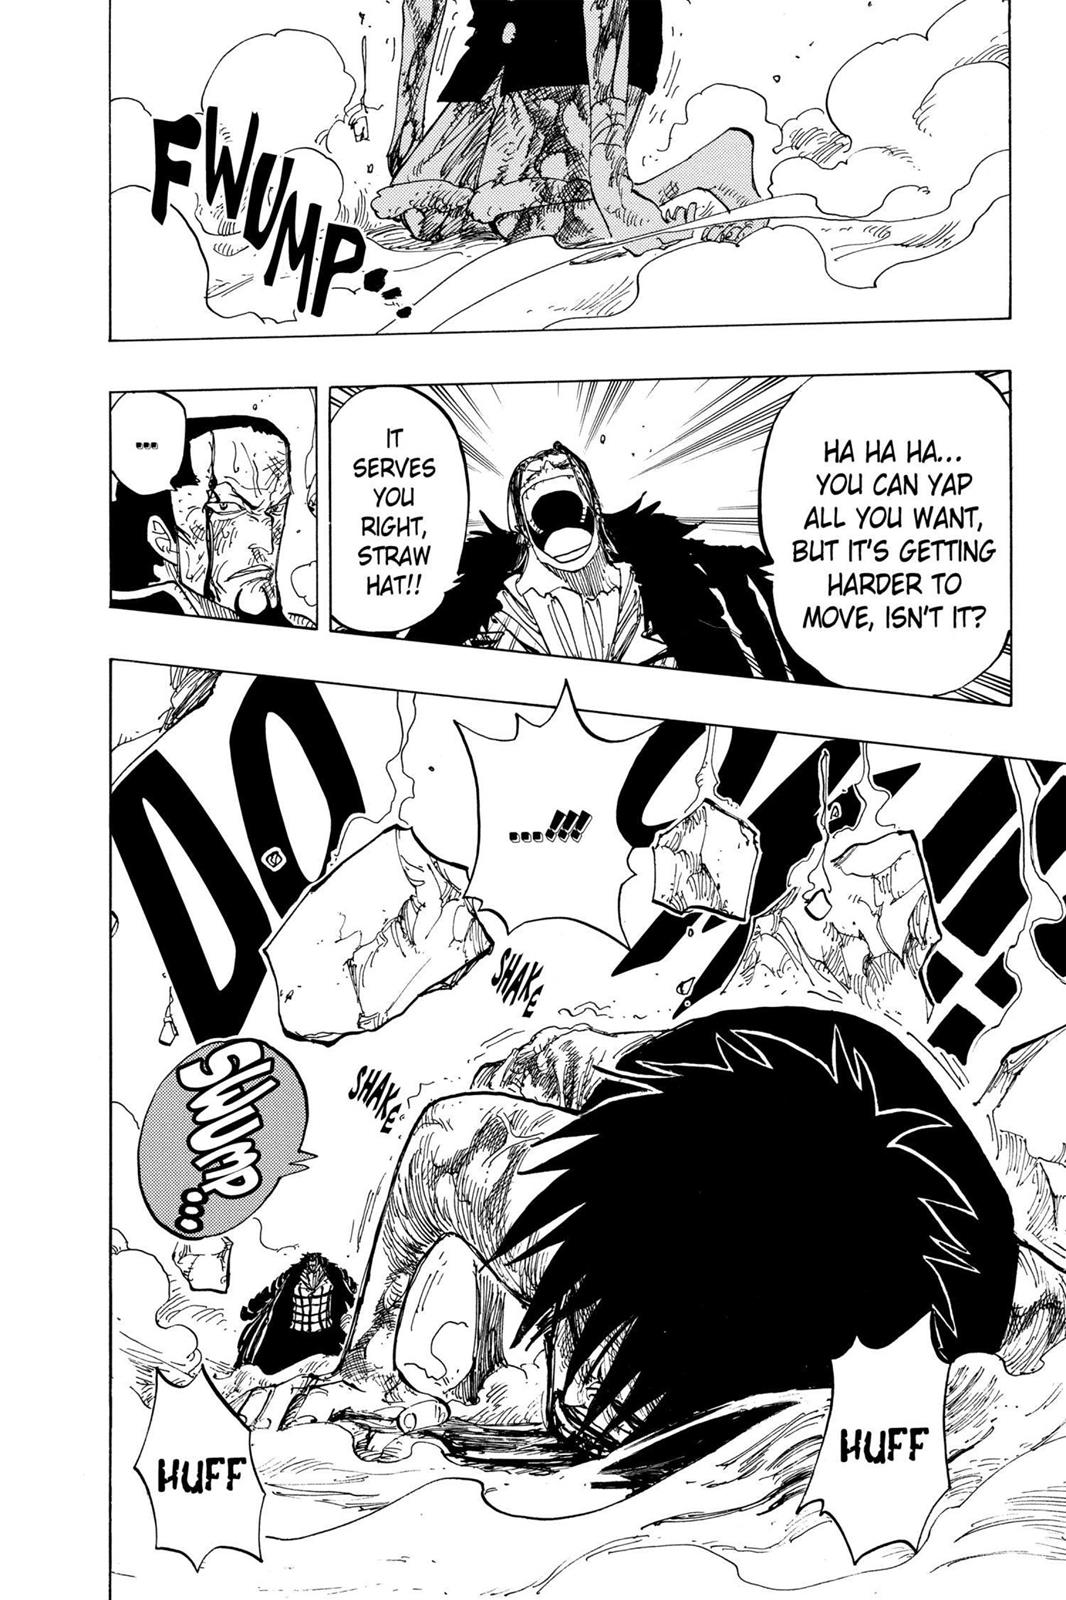 FWUMP...
HA HA HA...
YOU CAN YAP
ALL YOU WANT,
BUT IT'S GETTING
HARDER TO
MOVE, ISN'T IT?
IT
SERVES
YOU
RIGHT,
STRAW
HAT!!
...
DOOM!!
...!!!
SHAKE
SHAKE
SWUMP...
HUFF
HUFF